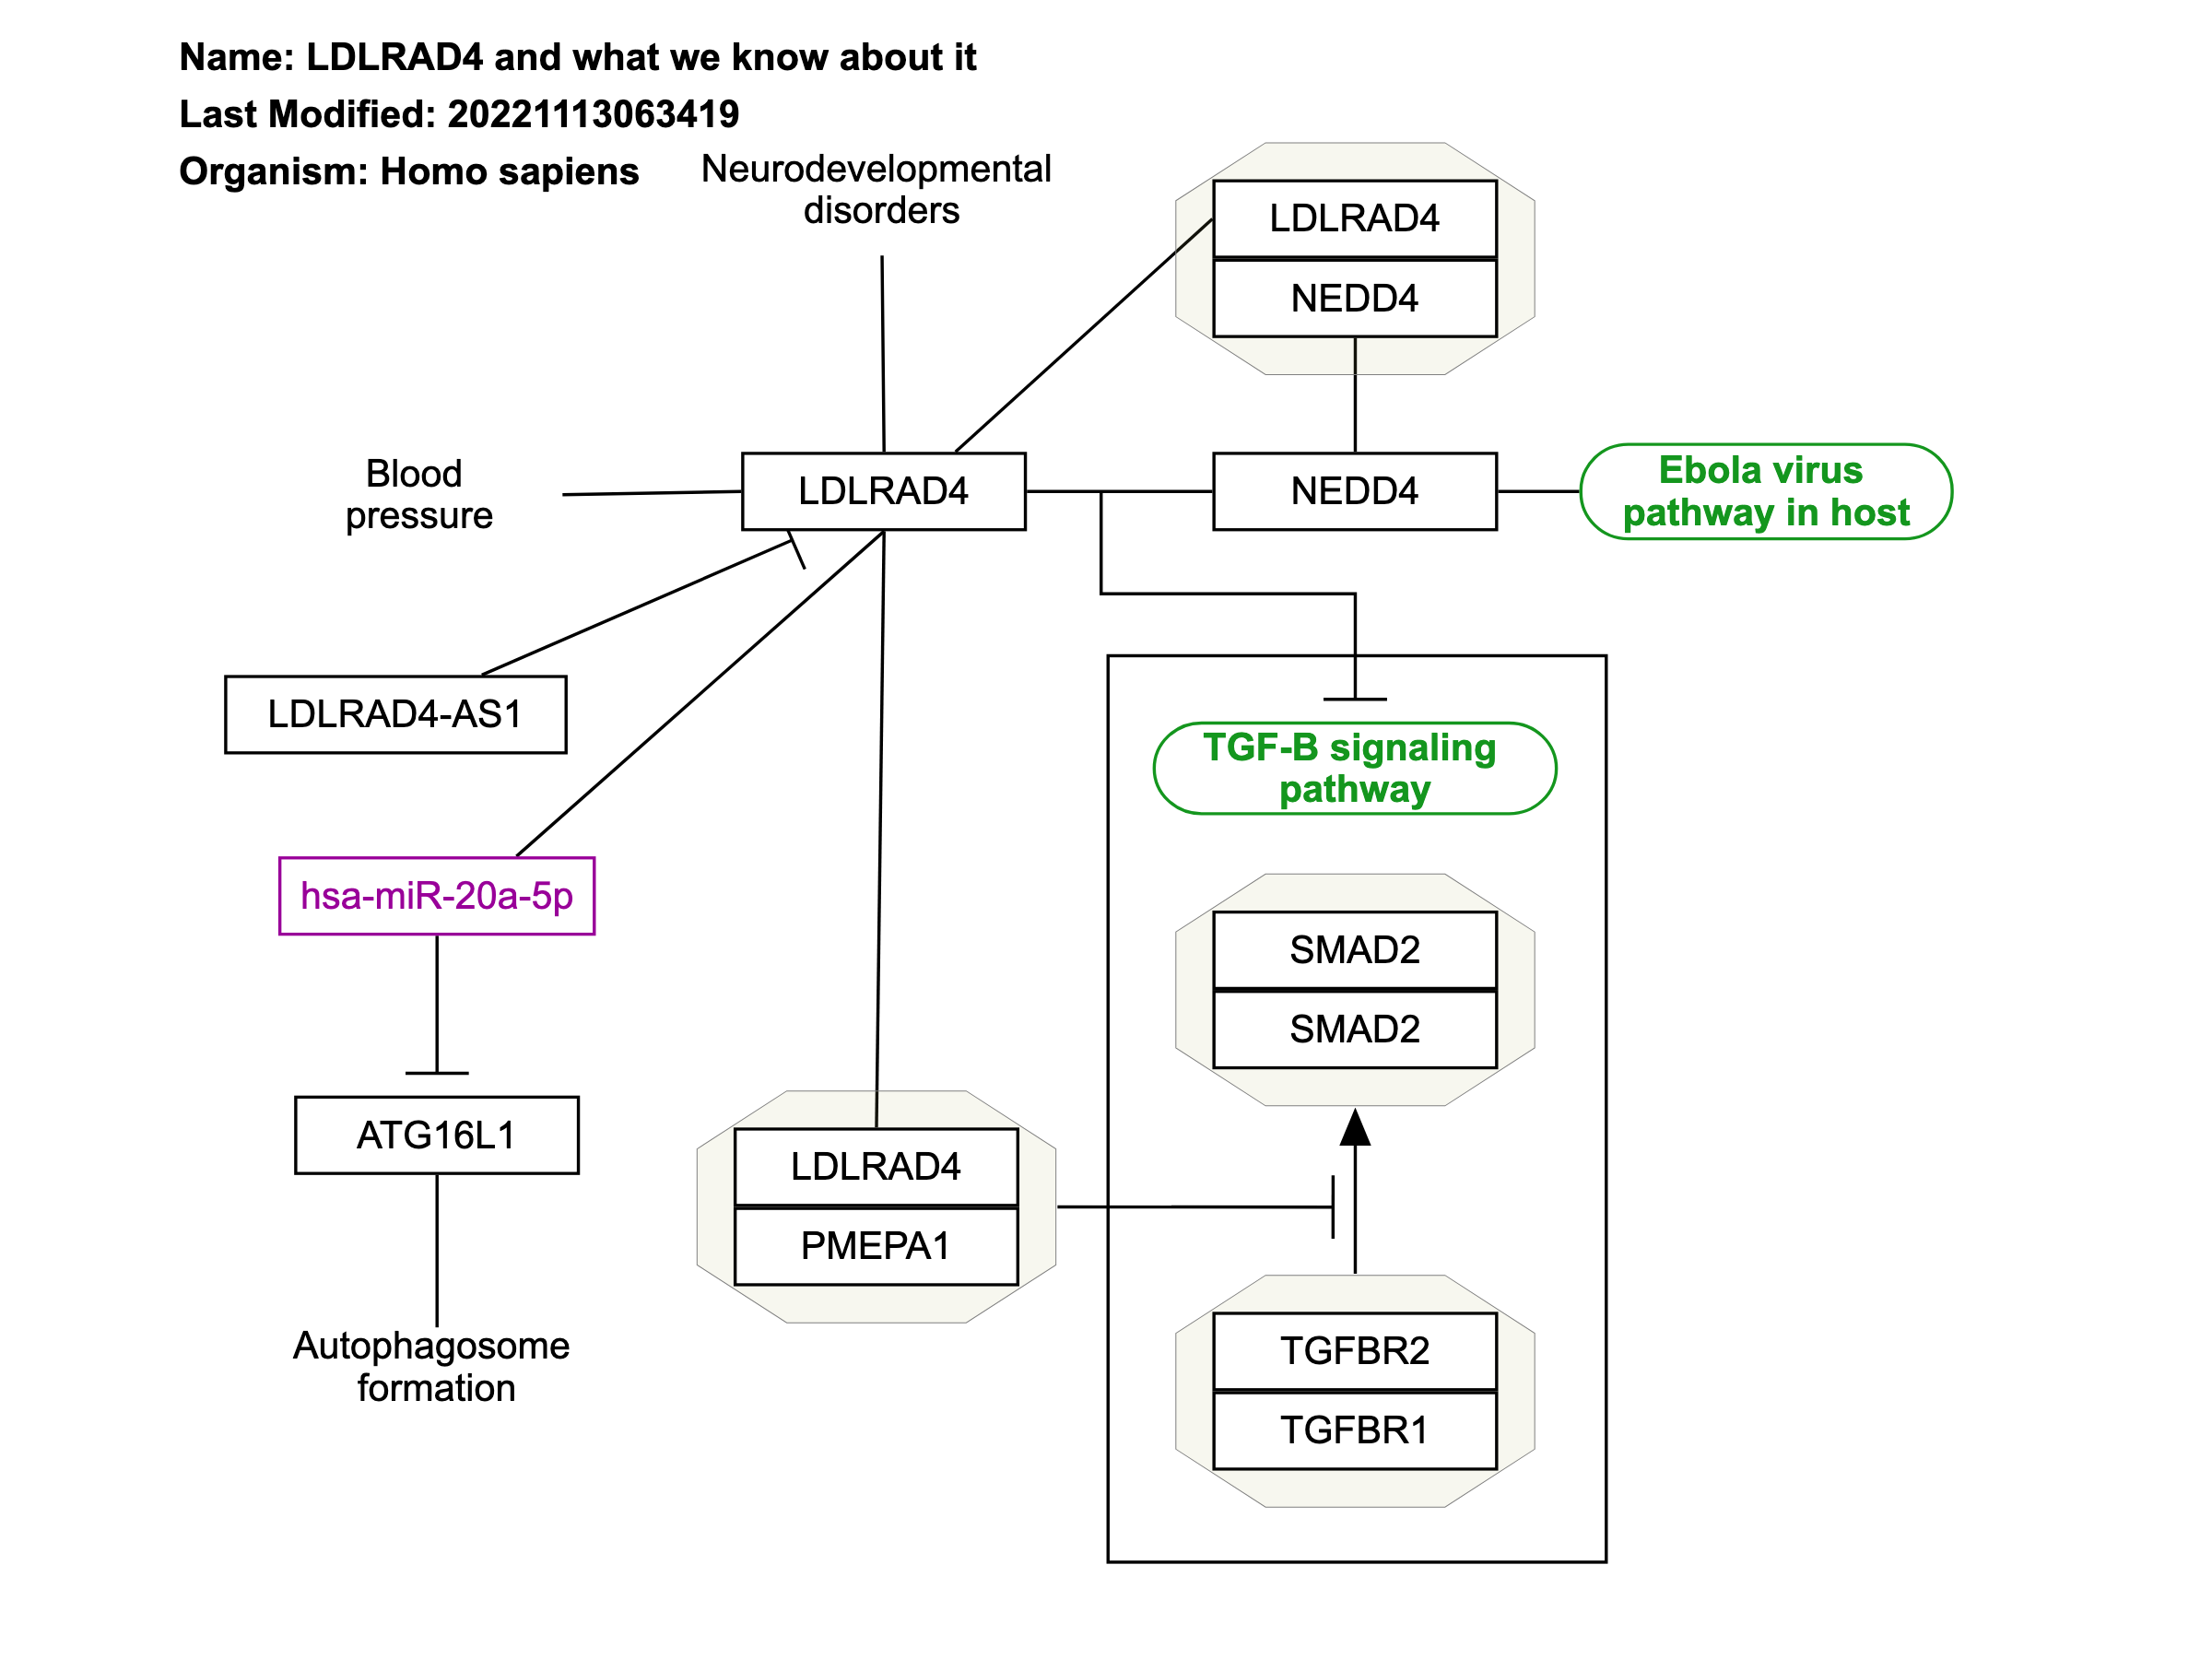 Name: LDLRAD4 and what we know about it
Last Modified: 20221113063419
Organism: Homo sapiens
Neurodevelopmental
disorders
LDLRAD4
NEDD4
Blood
pressure
LDLRAD4
NEDD4
Ebola virus
pathway in host
LDLRAD4-AS1
TGF-B signaling
pathway
hsa-miR-20a-5p
SMAD2
SMAD2
ATG16L1
LDLRAD4
PMEPA1
Autophagosome
formation
TGFBR2
TGFBR1